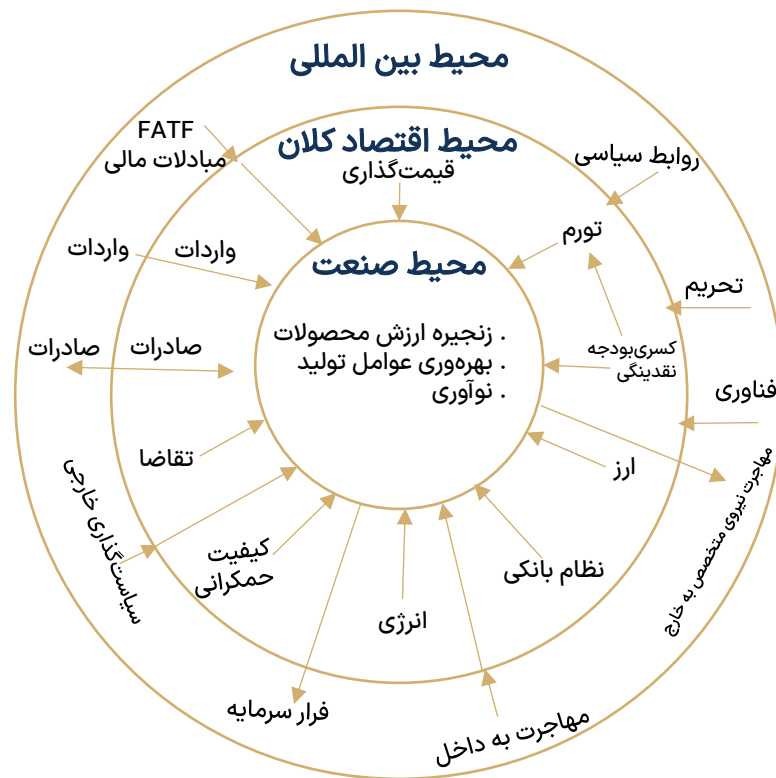 محیط بین المللی
FATF
مبادلات مالی
محیط اقتصاد کلان
قیمت‌گذاری
روابط سیاسی
تورم
واردات
واردات
محیط صنعت
تحریم
. زنجیره ارزش محصولات
. بهره‌وری عوامل تولید
. نوآوری
کسری‌بودجه
نقدینگی
صادرات
صادرات
فناوری
تقاضا
ارز
مهاجرت نیروی متخصص به خارج
سیاست‌گذاری خارجی
کیفیت
حمکرانی
نظام بانکی
انرژی
فرار سرمایه
مهاجرت به داخل